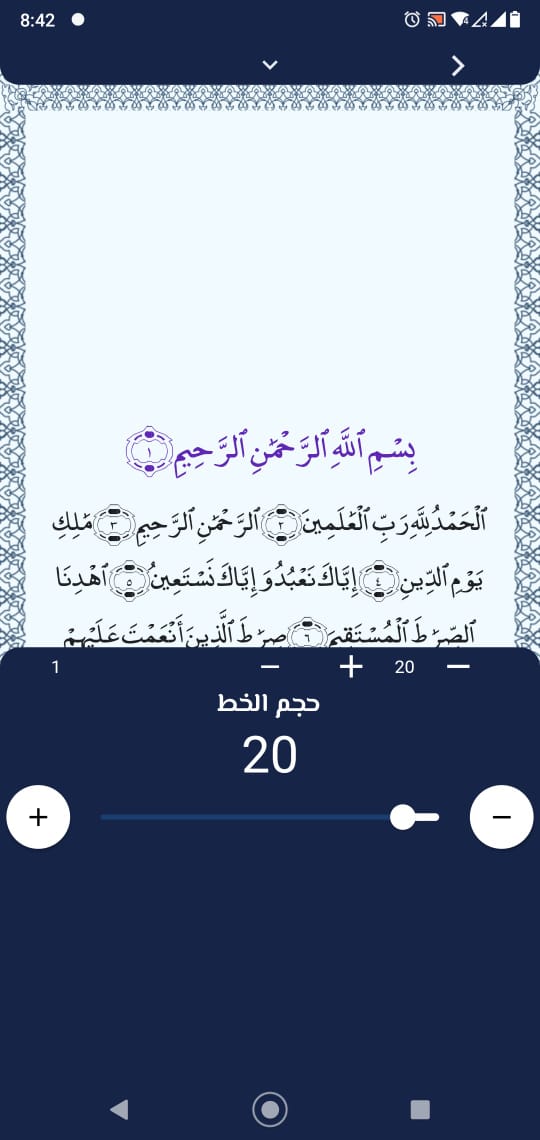 8:42
بِسْمِ ٱللَّهِ ٱلرَّحْمَٰنِ ٱلرَّحِيمِ ١
ٱلْحَمْدُ لِلَّهِ رَبِّ ٱلْعَٰلَمِينَ ٢ ٱلرَّحْمَٰنِ ٱلرَّحِيمِ ٣ مَٰلِكِ
يَوْمِ ٱلدِّينِ ٤ إِيَّاكَ نَعْبُدُ وَإِيَّاكَ نَسْتَعِينُ ٥ ٱهْدِنَا
ٱلصِّرَٰطَ ٱلْمُسْتَقِيمَ ٦ صِرَٰطَ ٱلَّذِينَ أَنْعَمْتَ عَلَيْهِمْ
1 − + 20 −
حجم الخط
20
+ −